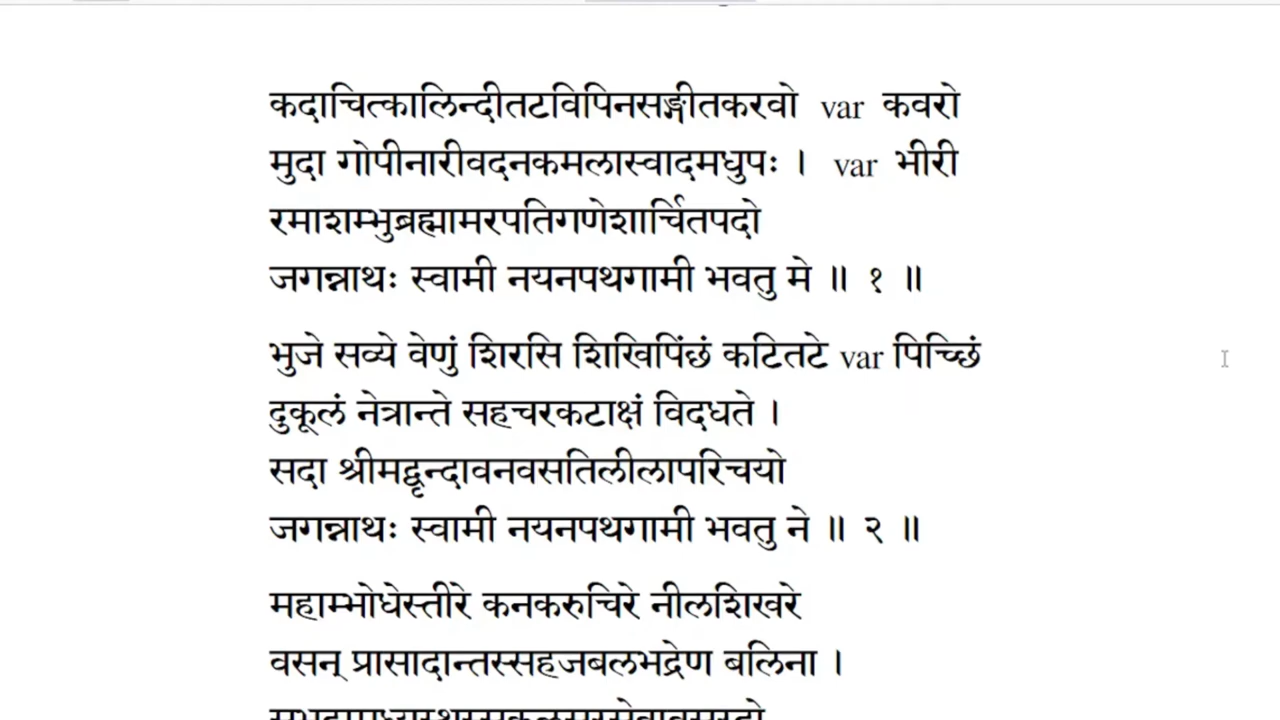 कदाचित्कालिन्दीतटविपिनसङ्गीतकरवो var कवरो
मुदा गोपीनारीवदनकमलास्वादमधुपः । var भीरी
रमाशम्भुब्रह्मामरपतिगणेशार्चितपदो
जगन्नाथः स्वामी नयनपथगामी भवतु मे ॥ १ ॥
भुजे सव्ये वेणुं शिरसि शिखिपिंछं कटितटे var पिच्छिं
दुकूलं नेत्रान्ते सहचरकटाक्षं विदधते ।
सदा श्रीमद्वृन्दावनवसतिलीलापरिचयो
जगन्नाथः स्वामी नयनपथगामी भवतु ने ॥ २ ॥
महाम्भोधेस्तीरे कनकरुचिरे नीलशिखरे
वसन् प्रासादान्तस्सहजबलभद्रेण बलिना ।